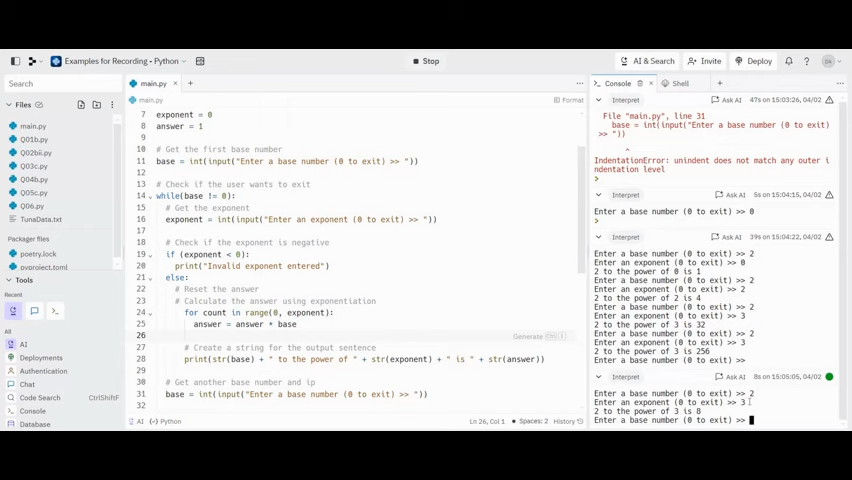 Examples for Recording - Python
Stop
AI & Search
Invite
Deploy
DA
Search
Files
main.py
Q01b.py
Q02bii.py
Q03c.py
Q04b.py
Q05c.py
Q06.py
TunaData.txt
Packager files
poetry.lock
pyproject.toml
Tools
Recent
All
AI
Deployments
Authentication
Chat
Code Search
CtrlShiftF
Console
Database
main.py
main.py
Format
7 exponent = 0
8 answer = 1
9
10 # Get the first base number
11 base = int(input("Enter a base number (0 to exit) >> "))
12
13 # Check if the user wants to exit
14 while(base != 0):
15 # Get the exponent
16 exponent = int(input("Enter an exponent (0 to exit) >> "))
17
18 # Check if the exponent is negative
19 if (exponent < 0):
20 print("Invalid exponent entered")
21 else:
22 # Reset the answer
23 # Calculate the answer using exponentiation
24 for count in range(0, exponent):
25 answer = answer * base
26
Generate Ctrl I
27 # Create a string for the output sentence
28 print(str(base) + " to the power of " + str(exponent) + " is " + str(answer))
29
30 # Get another base number and ip
31 base = int(input("Enter a base number (0 to exit) >> "))
32
AI Python
Ln 26, Col 1 Spaces: 2 History
Console
Shell
Interpret
Ask AI 47s on 15:03:26, 04/02
File "main.py", line 31
base = int(input("Enter a base number (0 to exit)
>> "))
^
IndentationError: unindent does not match any outer i
ndentation level
>
Interpret
Ask AI 5s on 15:04:15, 04/02
Enter a base number (0 to exit) >> 0
>
Interpret
Ask AI 39s on 15:04:22, 04/02
Enter a base number (0 to exit) >> 2
Enter an exponent (0 to exit) >> 0
2 to the power of 0 is 1
Enter a base number (0 to exit) >> 2
Enter an exponent (0 to exit) >> 2
2 to the power of 2 is 4
Enter a base number (0 to exit) >> 2
Enter an exponent (0 to exit) >> 3
2 to the power of 3 is 32
Enter a base number (0 to exit) >> 2
Enter an exponent (0 to exit) >> 3
2 to the power of 3 is 256
Enter a base number (0 to exit) >>
Interpret
Ask AI 8s on 15:05:05, 04/02
Enter a base number (0 to exit) >> 2
Enter an exponent (0 to exit) >> 3
2 to the power of 3 is 8
Enter a base number (0 to exit) >>